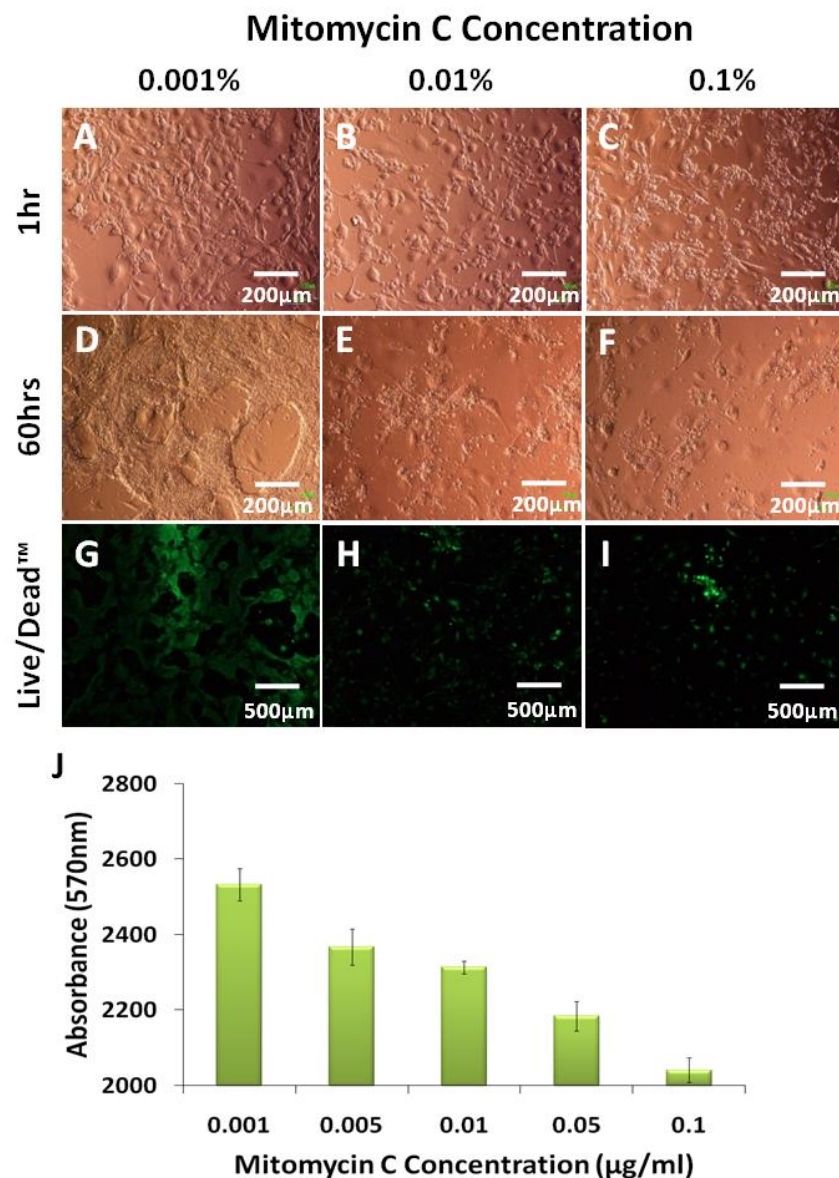 Mitomycin C Concentration
0.001% 0.01% 0.1%
1hr
A
200μm
B
200μm
C
200μm
60hrs
D
200μm
E
200μm
F
200μm
Live/Dead™
G
500μm
H
500μm
I
500μm
J
Absorbance (570nm)
2800
2600
2400
2200
2000
0.001 0.005 0.01 0.05 0.1
Mitomycin C Concentration (μg/ml)